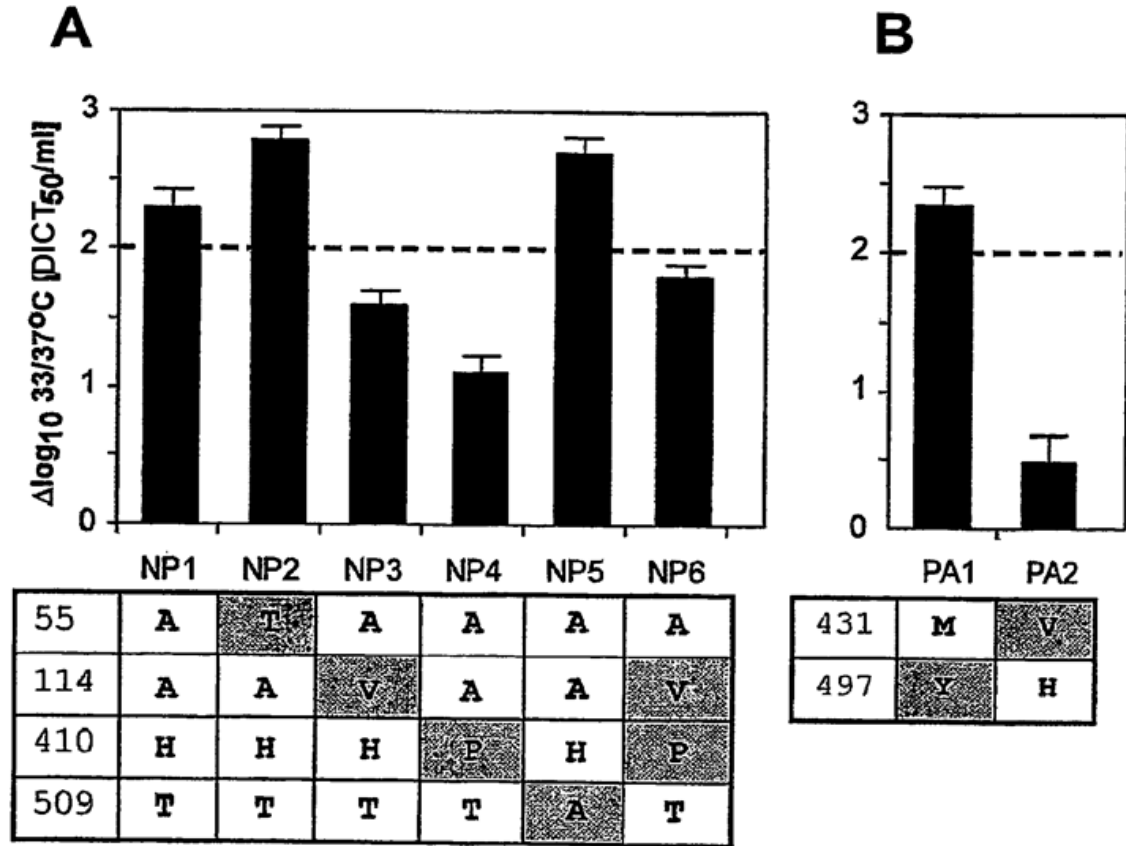 A
B
Δlog10 33/37ºC [DICT50/ml]
3
2
1
0
3
2
1
0
NP1 NP2 NP3 NP4 NP5 NP6
55 A T A A A A
114 A A V A A V
410 H H H P H P
509 T T T T A T
PA1 PA2
431 M V
497 Y H